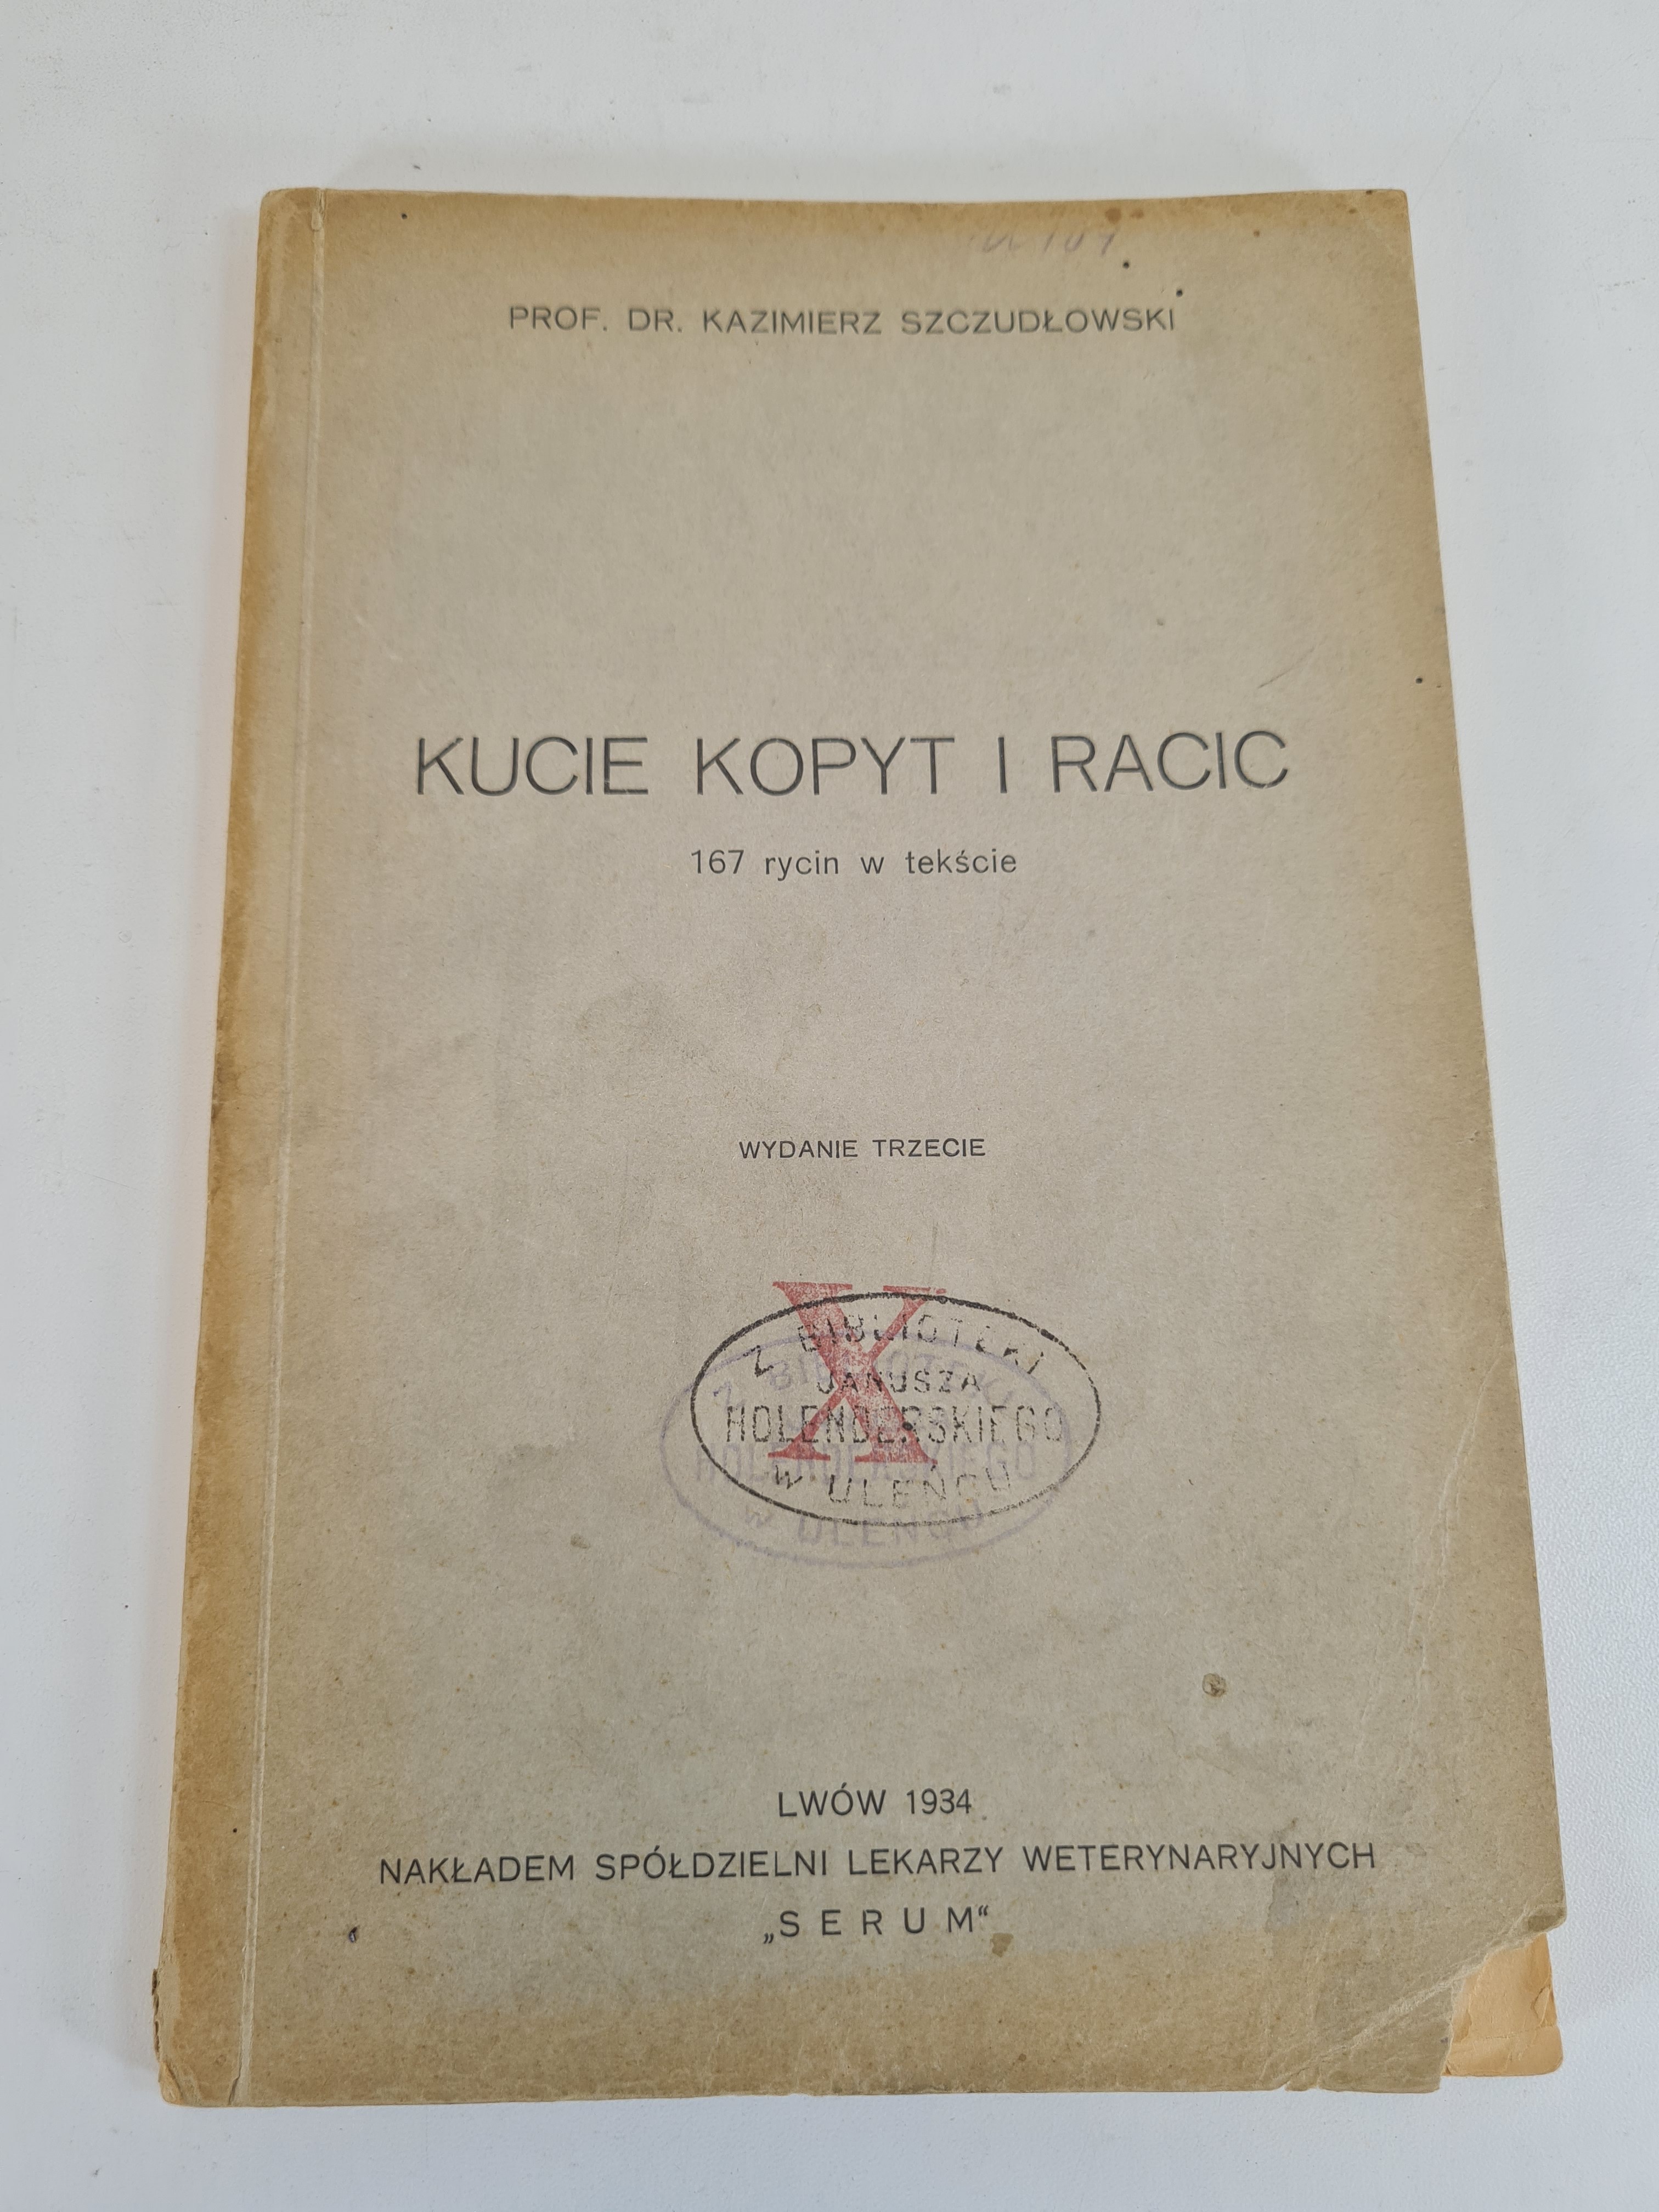 PROF. DR. KAZIMIERZ SZCZUDŁOWSKI
KUCIE KOPYT I RACIC
167 rycin w tekście
WYDANIE TRZECIE
X
Z BIBLIOTEKI
JANUSZA
HOLENDERSKIEGO
W ULEŃCU
LWÓW 1934
NAKŁADEM SPÓŁDZIELNI LEKARZY WETERYNARYJNYCH
„SERUM“